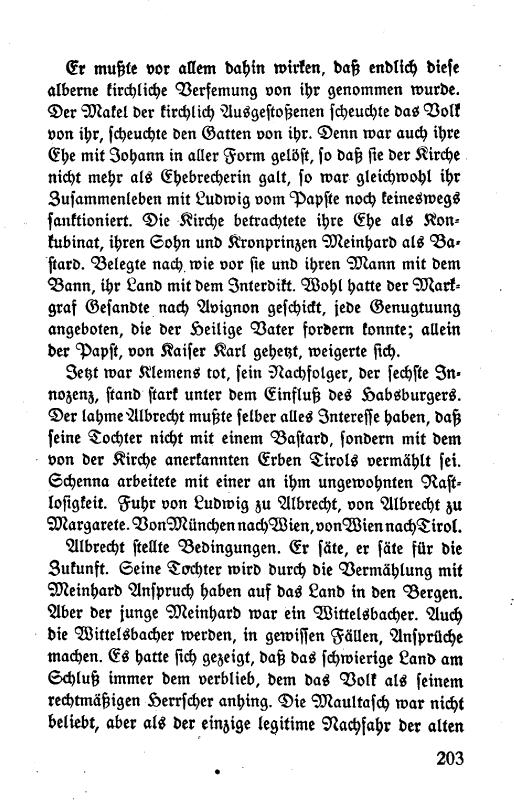 Er mußte vor allem dahin wirken, daß endlich diese
alberne kirchliche Verfemung von ihr genommen wurde.
Der Makel der kirchlich Ausgestoßenen scheuchte das Volk
von ihr, scheuchte den Gatten von ihr. Denn war auch ihre
Ehe mit Johann in aller Form gelöst, so daß sie der Kirche
nicht mehr als Ehebrecherin galt, so war gleichwohl ihr
Zusammenleben mit Ludwig vom Papste noch keineswegs
sanktioniert. Die Kirche betrachtete ihre Ehe als Kon-
kubinat, ihren Sohn und Kronprinzen Meinhard als Ba-
stard. Belegte nach wie vor sie und ihren Mann mit dem
Bann, ihr Land mit dem Interdikt. Wohl hatte der Mark-
graf Gesandte nach Avignon geschickt, jede Genugtuung
angeboten, die der Heilige Vater fordern konnte; allein
der Papst, von Kaiser Karl gehetzt, weigerte sich.
Jetzt war Klemens tot, sein Nachfolger, der sechste In-
nozenz, stand stark unter dem Einfluß des Habsburgers.
Der lahme Albrecht mußte selber alles Interesse haben, daß
seine Tochter nicht mit einem Bastard, sondern mit dem
von der Kirche anerkannten Erben Tirols vermählt sei.
Schenna arbeitete mit einer an ihm ungewohnten Rast-
losigkeit. Fuhr von Ludwig zu Albrecht, von Albrecht zu
Margarete. Von München nach Wien, von Wien nach Tirol.
Albrecht stellte Bedingungen. Er säte, er säte für die
Zukunft. Seine Tochter wird durch die Vermählung mit
Meinhard Anspruch haben auf das Land in den Bergen.
Aber der junge Meinhard war ein Wittelsbacher. Auch
die Wittelsbacher werden, in gewissen Fällen, Ansprüche
machen. Es hatte sich gezeigt, daß das schwierige Land am
Schluß immer dem verblieb, dem das Volk als seinem
rechtmäßigen Herrscher anhing. Die Maultasch war nicht
beliebt, aber als der einzige legitime Nachfahr der alten
203